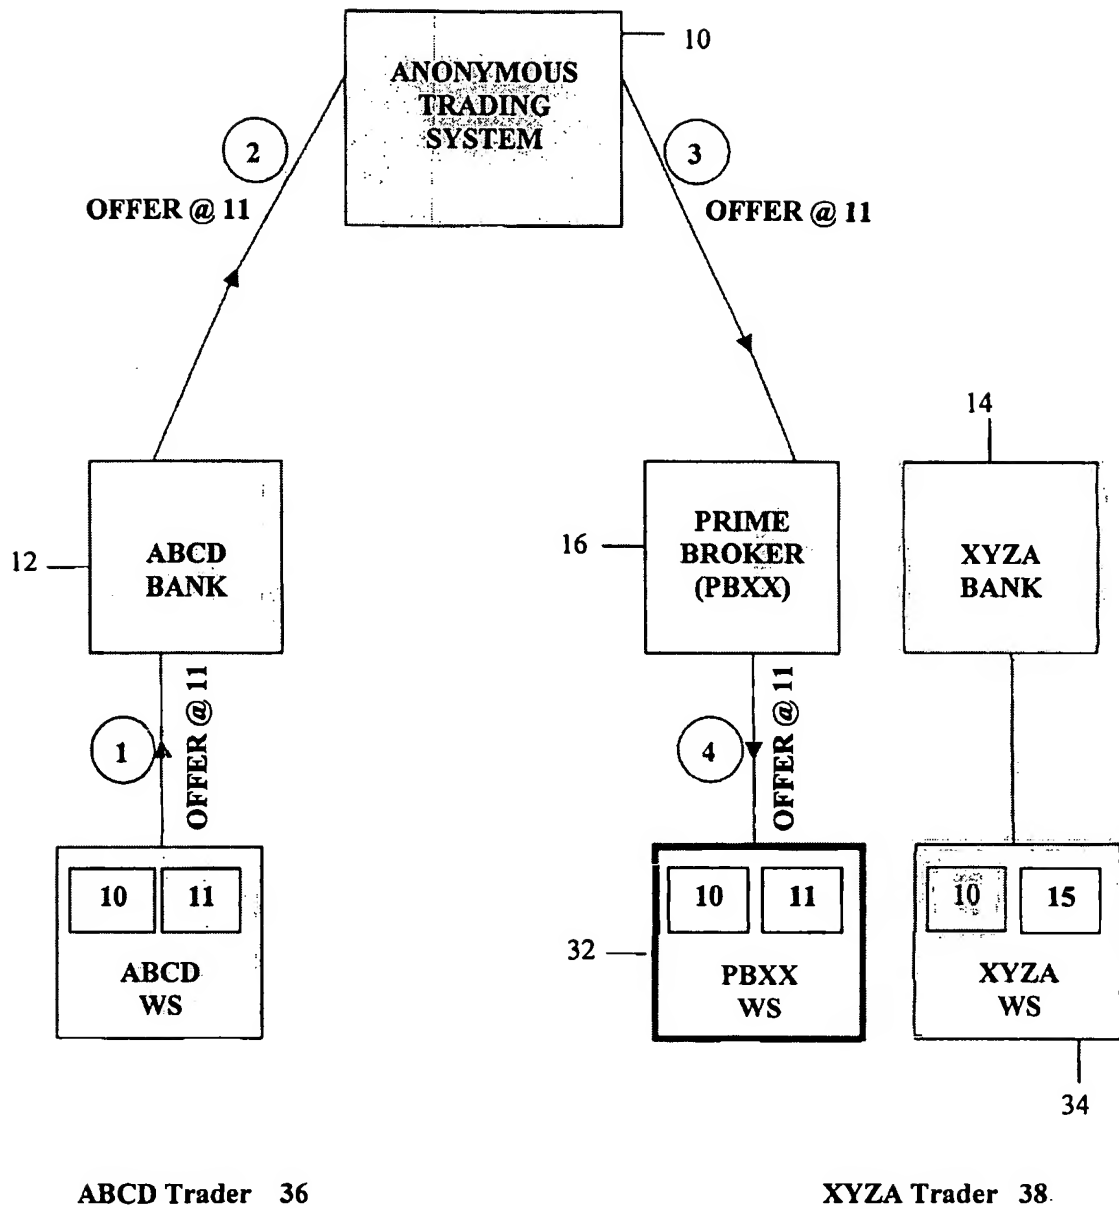 10
ANONYMOUS
TRADING
SYSTEM
2
3
OFFER @ 11
OFFER @ 11
14
12
ABCD
BANK
16
PRIME
BROKER
(PBXX)
XYZA
BANK
1
OFFER @ 11
4
OFFER @ 11
10 11
ABCD
WS
32
10 11
PBXX
WS
10 15
XYZA
WS
34
ABCD Trader 36
XYZA Trader 38